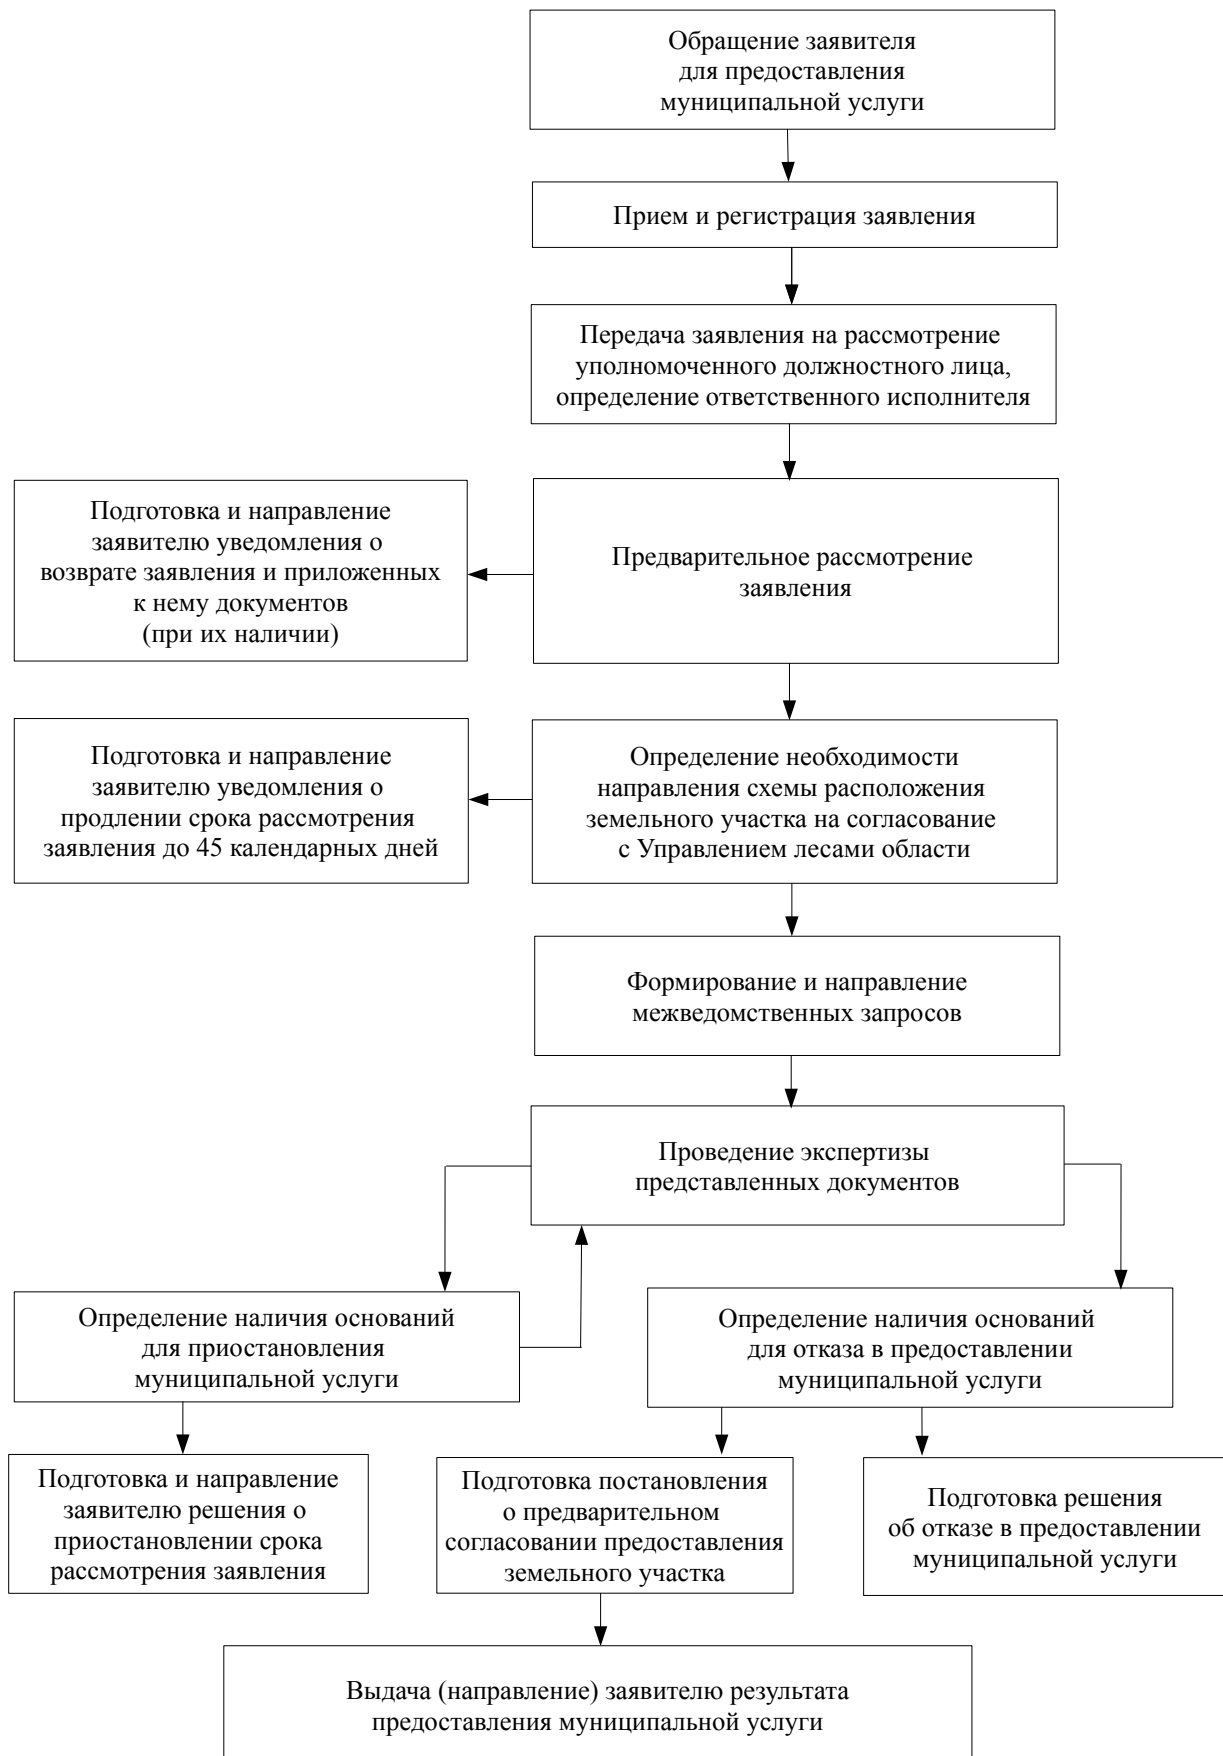 Обращение заявителя
для предоставления
муниципальной услуги
Прием и регистрация заявления
Передача заявления на рассмотрение
уполномоченного должностного лица,
определение ответственного исполнителя
Подготовка и направление
заявителю уведомления о
возврате заявления и приложенных
к нему документов
(при их наличии)
Предварительное рассмотрение
заявления
Подготовка и направление
заявителю уведомления о
продлении срока рассмотрения
заявления до 45 календарных дней
Определение необходимости
направления схемы расположения
земельного участка на согласование
с Управлением лесами области
Формирование и направление
межведомственных запросов
Проведение экспертизы
представленных документов
Определение наличия оснований
для приостановления
муниципальной услуги
Определение наличия оснований
для отказа в предоставлении
муниципальной услуги
Подготовка и направление
заявителю решения о
приостановлении срока
рассмотрения заявления
Подготовка постановления
о предварительном
согласовании предоставления
земельного участка
Подготовка решения
об отказе в предоставлении
муниципальной услуги
Выдача (направление) заявителю результата
предоставления муниципальной услуги